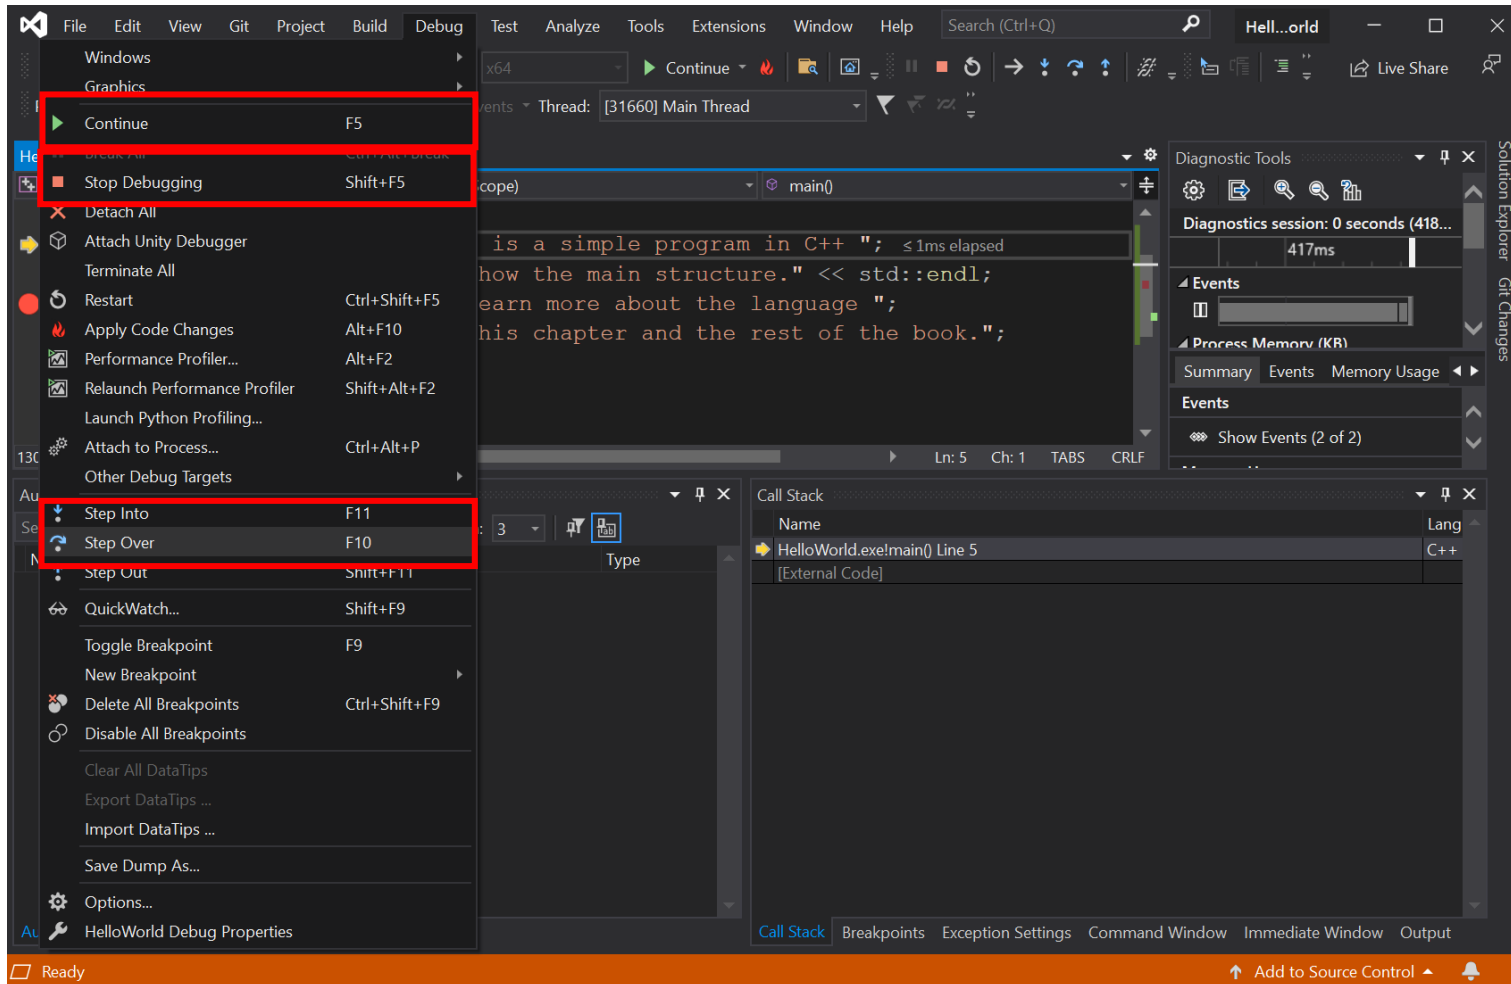 File Edit View Git Project Build Debug Test Analyze Tools Extensions Window Help Search (Ctrl+Q) Hell...orld
x64 Continue Live Share
Thread: [31660] Main Thread
Windows
Graphics
Continue F5
Break All Ctrl+Alt+Break
Stop Debugging Shift+F5
Detach All
Attach Unity Debugger
Terminate All
Restart Ctrl+Shift+F5
Apply Code Changes Alt+F10
Performance Profiler... Alt+F2
Relaunch Performance Profiler Shift+Alt+F2
Launch Python Profiling...
Attach to Process... Ctrl+Alt+P
Other Debug Targets
Step Into F11
Step Over F10
Step Out Shift+F11
QuickWatch... Shift+F9
Toggle Breakpoint F9
New Breakpoint
Delete All Breakpoints Ctrl+Shift+F9
Disable All Breakpoints
Clear All DataTips
Export DataTips ...
Import DataTips ...
Save Dump As...
Options...
HelloWorld Debug Properties
cope) main()
is a simple program in C++ "; ≤1ms elapsed
how the main structure." << std::endl;
earn more about the language ";
his chapter and the rest of the book.";
130 Ln: 5 Ch: 1 TABS CRLF
Diagnostic Tools
Diagnostics session: 0 seconds (418...
417ms
Events
Process Memory (KB)
Summary Events Memory Usage
Events
Show Events (2 of 2)
Solution Explorer
Git Changes
Au
Se : 3
N Type
Call Stack
Name Lang
HelloWorld.exe!main() Line 5 C++
[External Code]
Au
Call Stack Breakpoints Exception Settings Command Window Immediate Window Output
Ready Add to Source Control